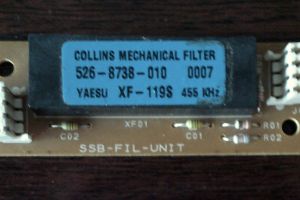 COLLINS MECHANICAL FILTER
526-8738-010 0007
YAESU XF-119S 455 KHz
C02 XF01 C01 R01
R02
SSB-FIL-UNIT